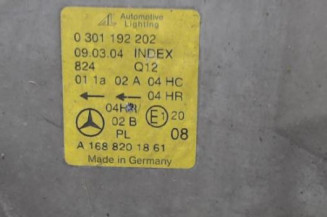 Automotive
Lighting
0 301 192 202
09.03.04 INDEX
824 Q12
01 1a 02 A 04 HC
04 HR
04HR
02 B E1 20
PL 08
A 168 820 18 61
Made in Germany